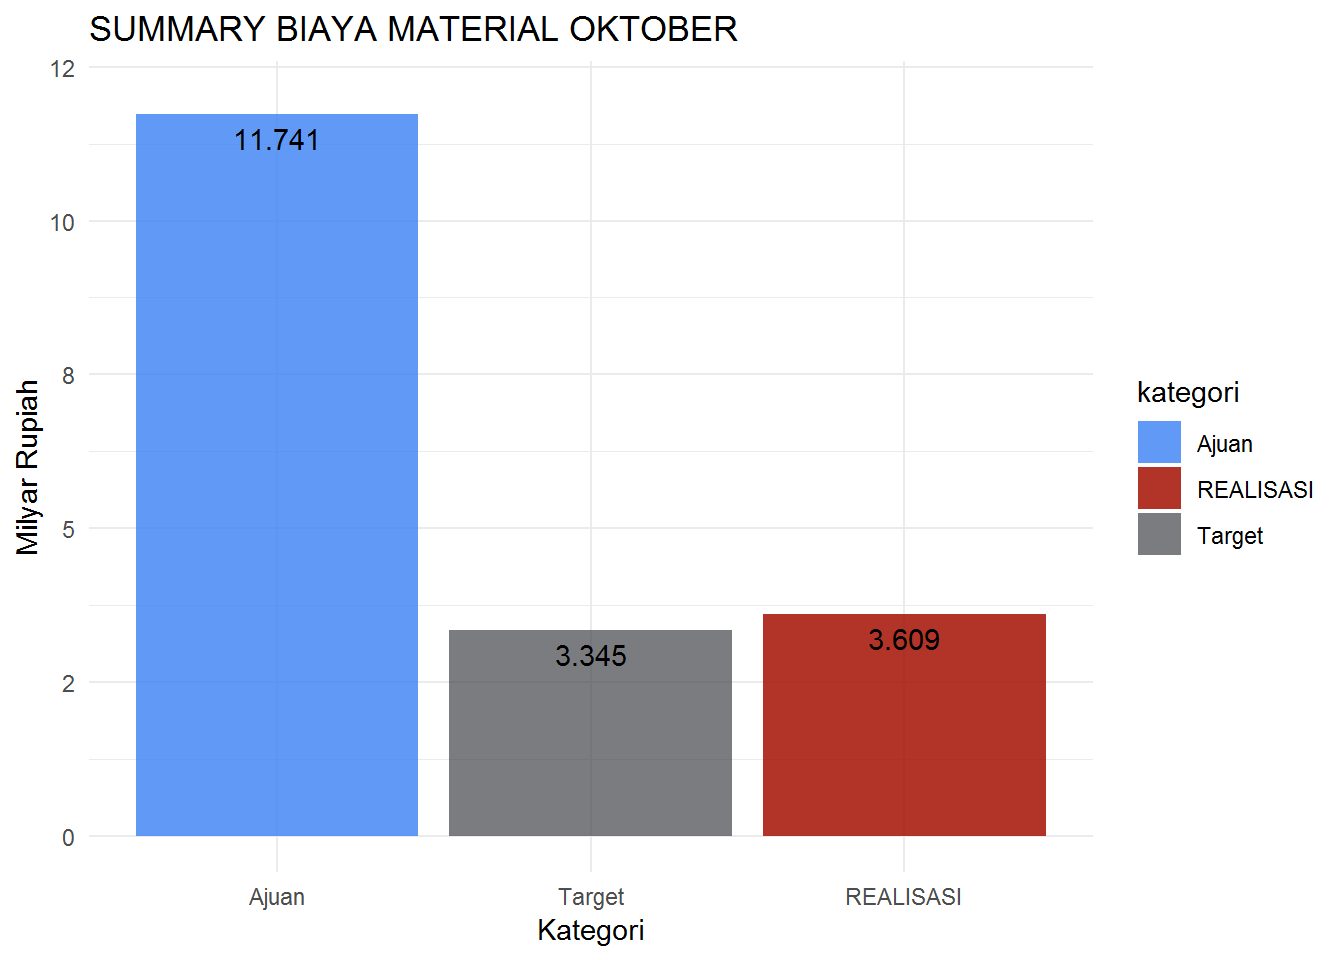 SUMMARY BIAYA MATERIAL OKTOBER
12
10
8
5
2
0
Milyar Rupiah
11.741
3.345
3.609
Ajuan
Target
REALISASI
Kategori
kategori
Ajuan
REALISASI
Target